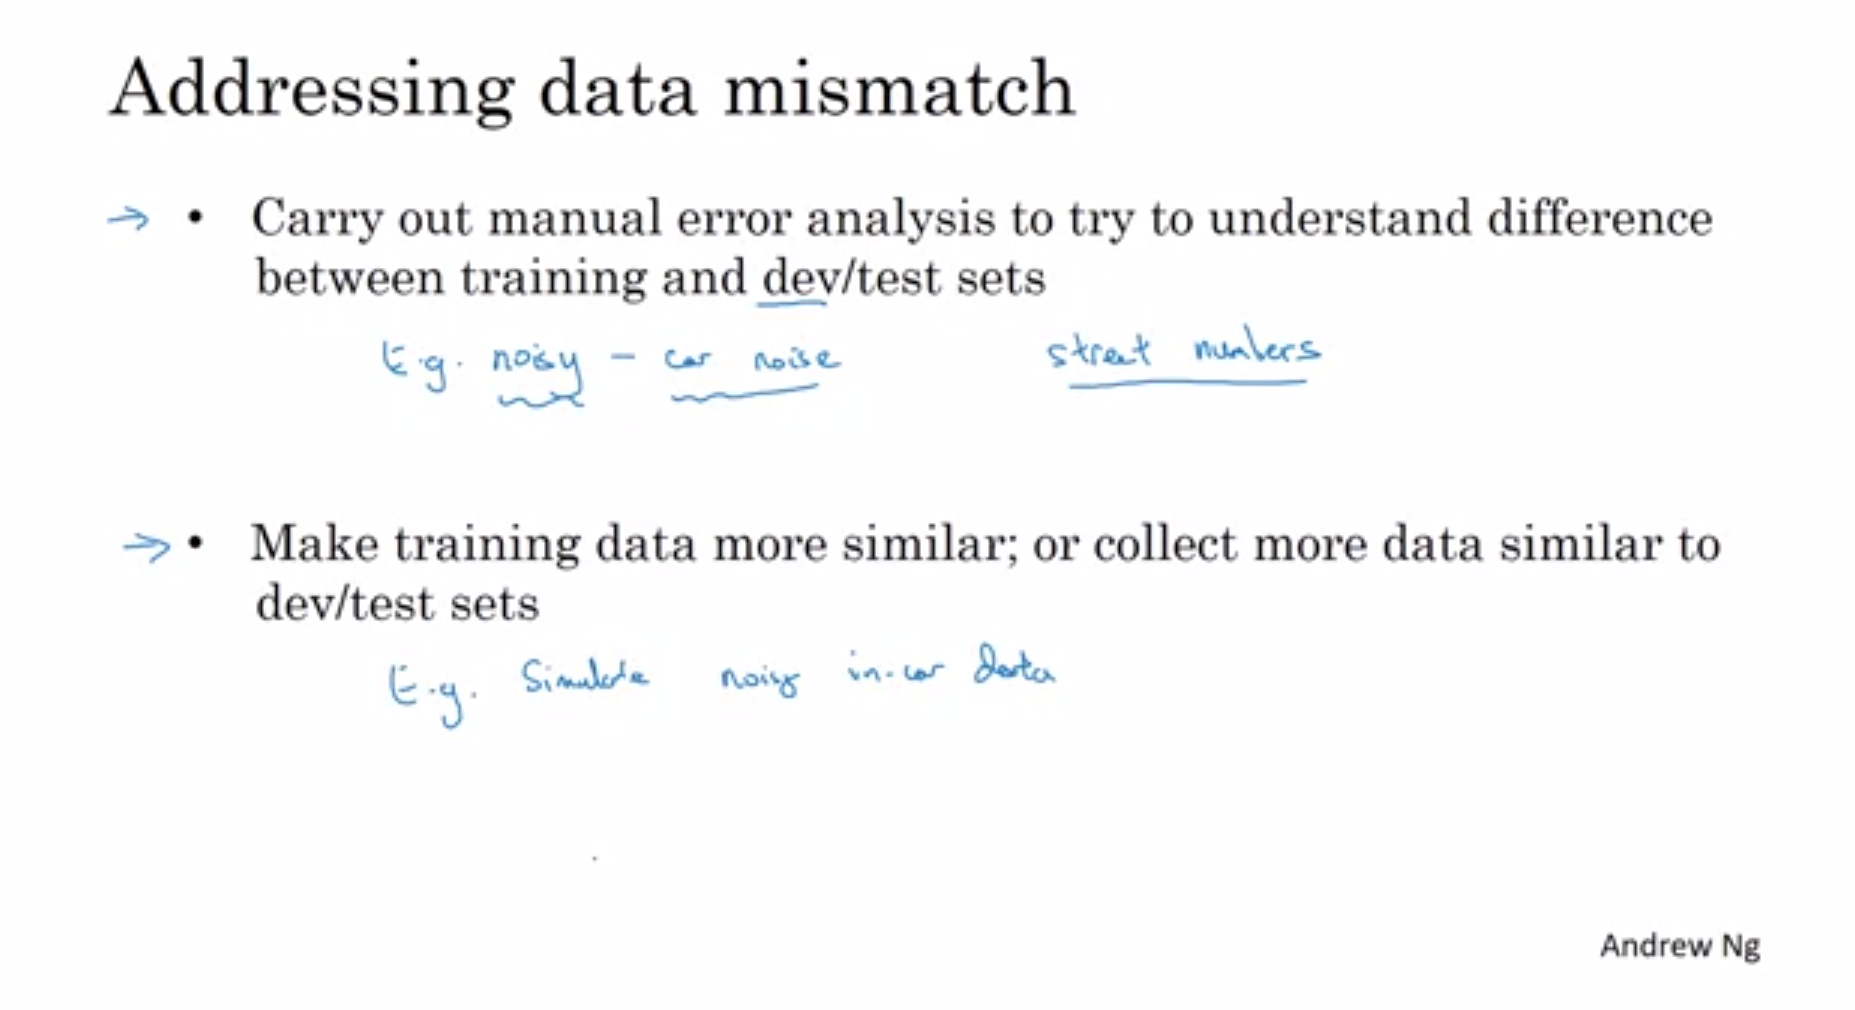 Addressing data mismatch
→ • Carry out manual error analysis to try to understand difference
between training and dev/test sets
E.g. noisy - car noise street numbers
→ • Make training data more similar; or collect more data similar to
dev/test sets
E.g. Simulate noisy in-car data
Andrew Ng